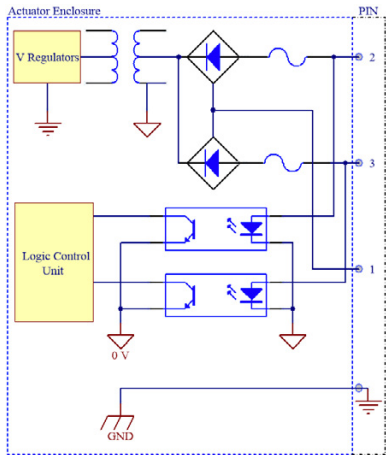 Actuator Enclosure
PIN
V Regulators
2
3
Logic Control
Unit
1
0 V
GND